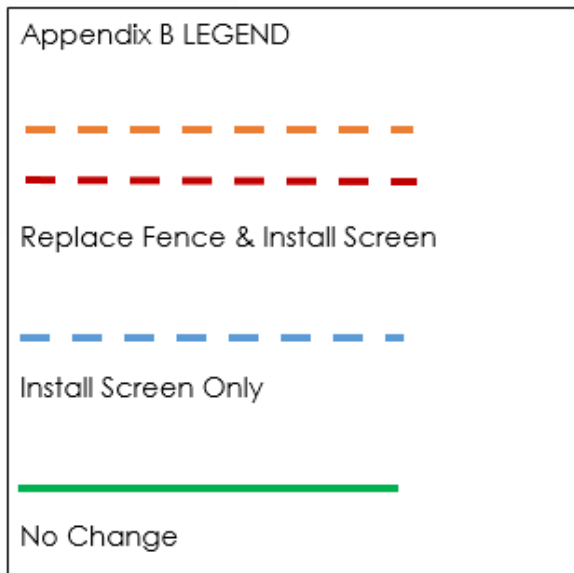 Appendix B LEGEND
Replace Fence & Install Screen
Install Screen Only
No Change